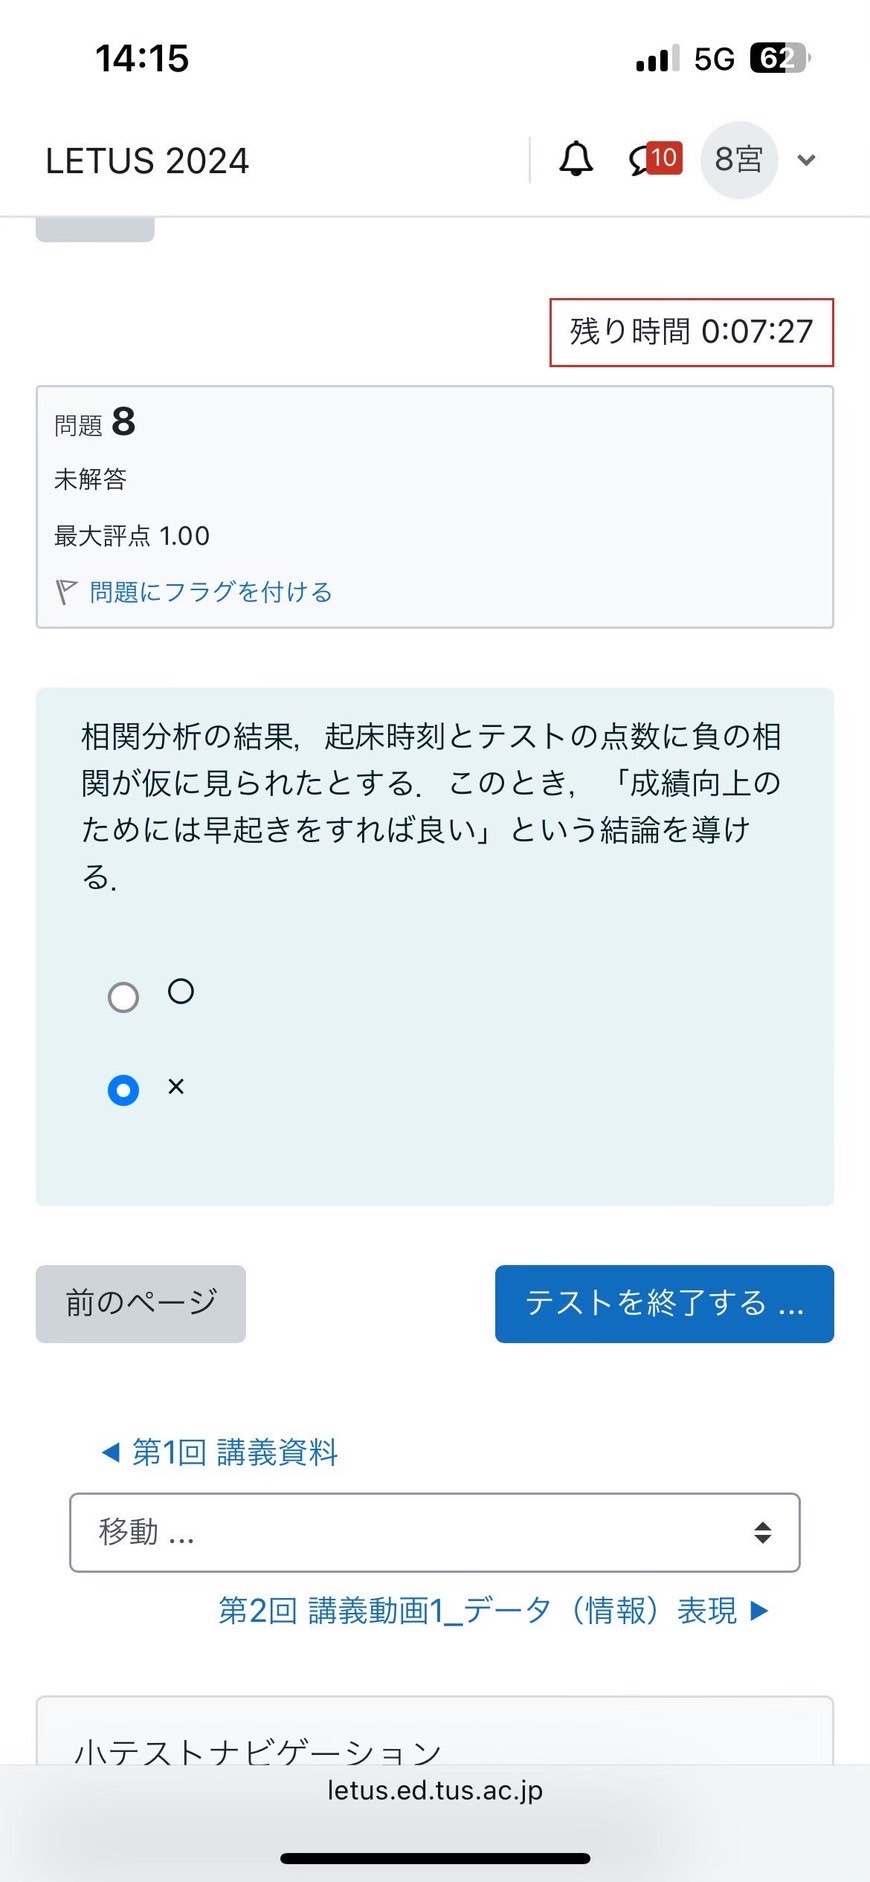 14:15
5G 62
LETUS 2024
10
8宮
残り時間 0:07:27
問題 8
未解答
最大評点 1.00
問題にフラグを付ける
相関分析の結果，起床時刻とテストの点数に負の相
関が仮に見られたとする．このとき，「成績向上の
ためには早起きをすれば良い」という結論を導け
る．
○
×
前のページ
テストを終了する ...
◀ 第1回 講義資料
移動 ...
第2回 講義動画1_データ（情報）表現 ▶
小テストナビゲーション
letus.ed.tus.ac.jp